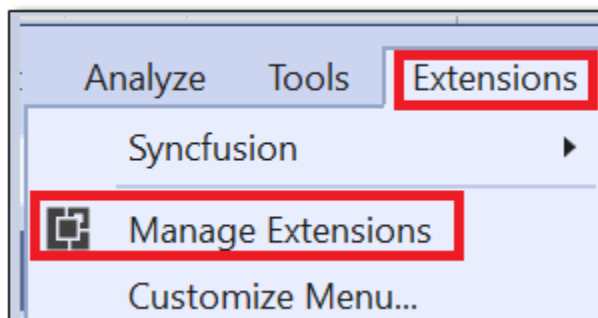 Analyze Tools Extensions
Syncfusion
Manage Extensions
Customize Menu...